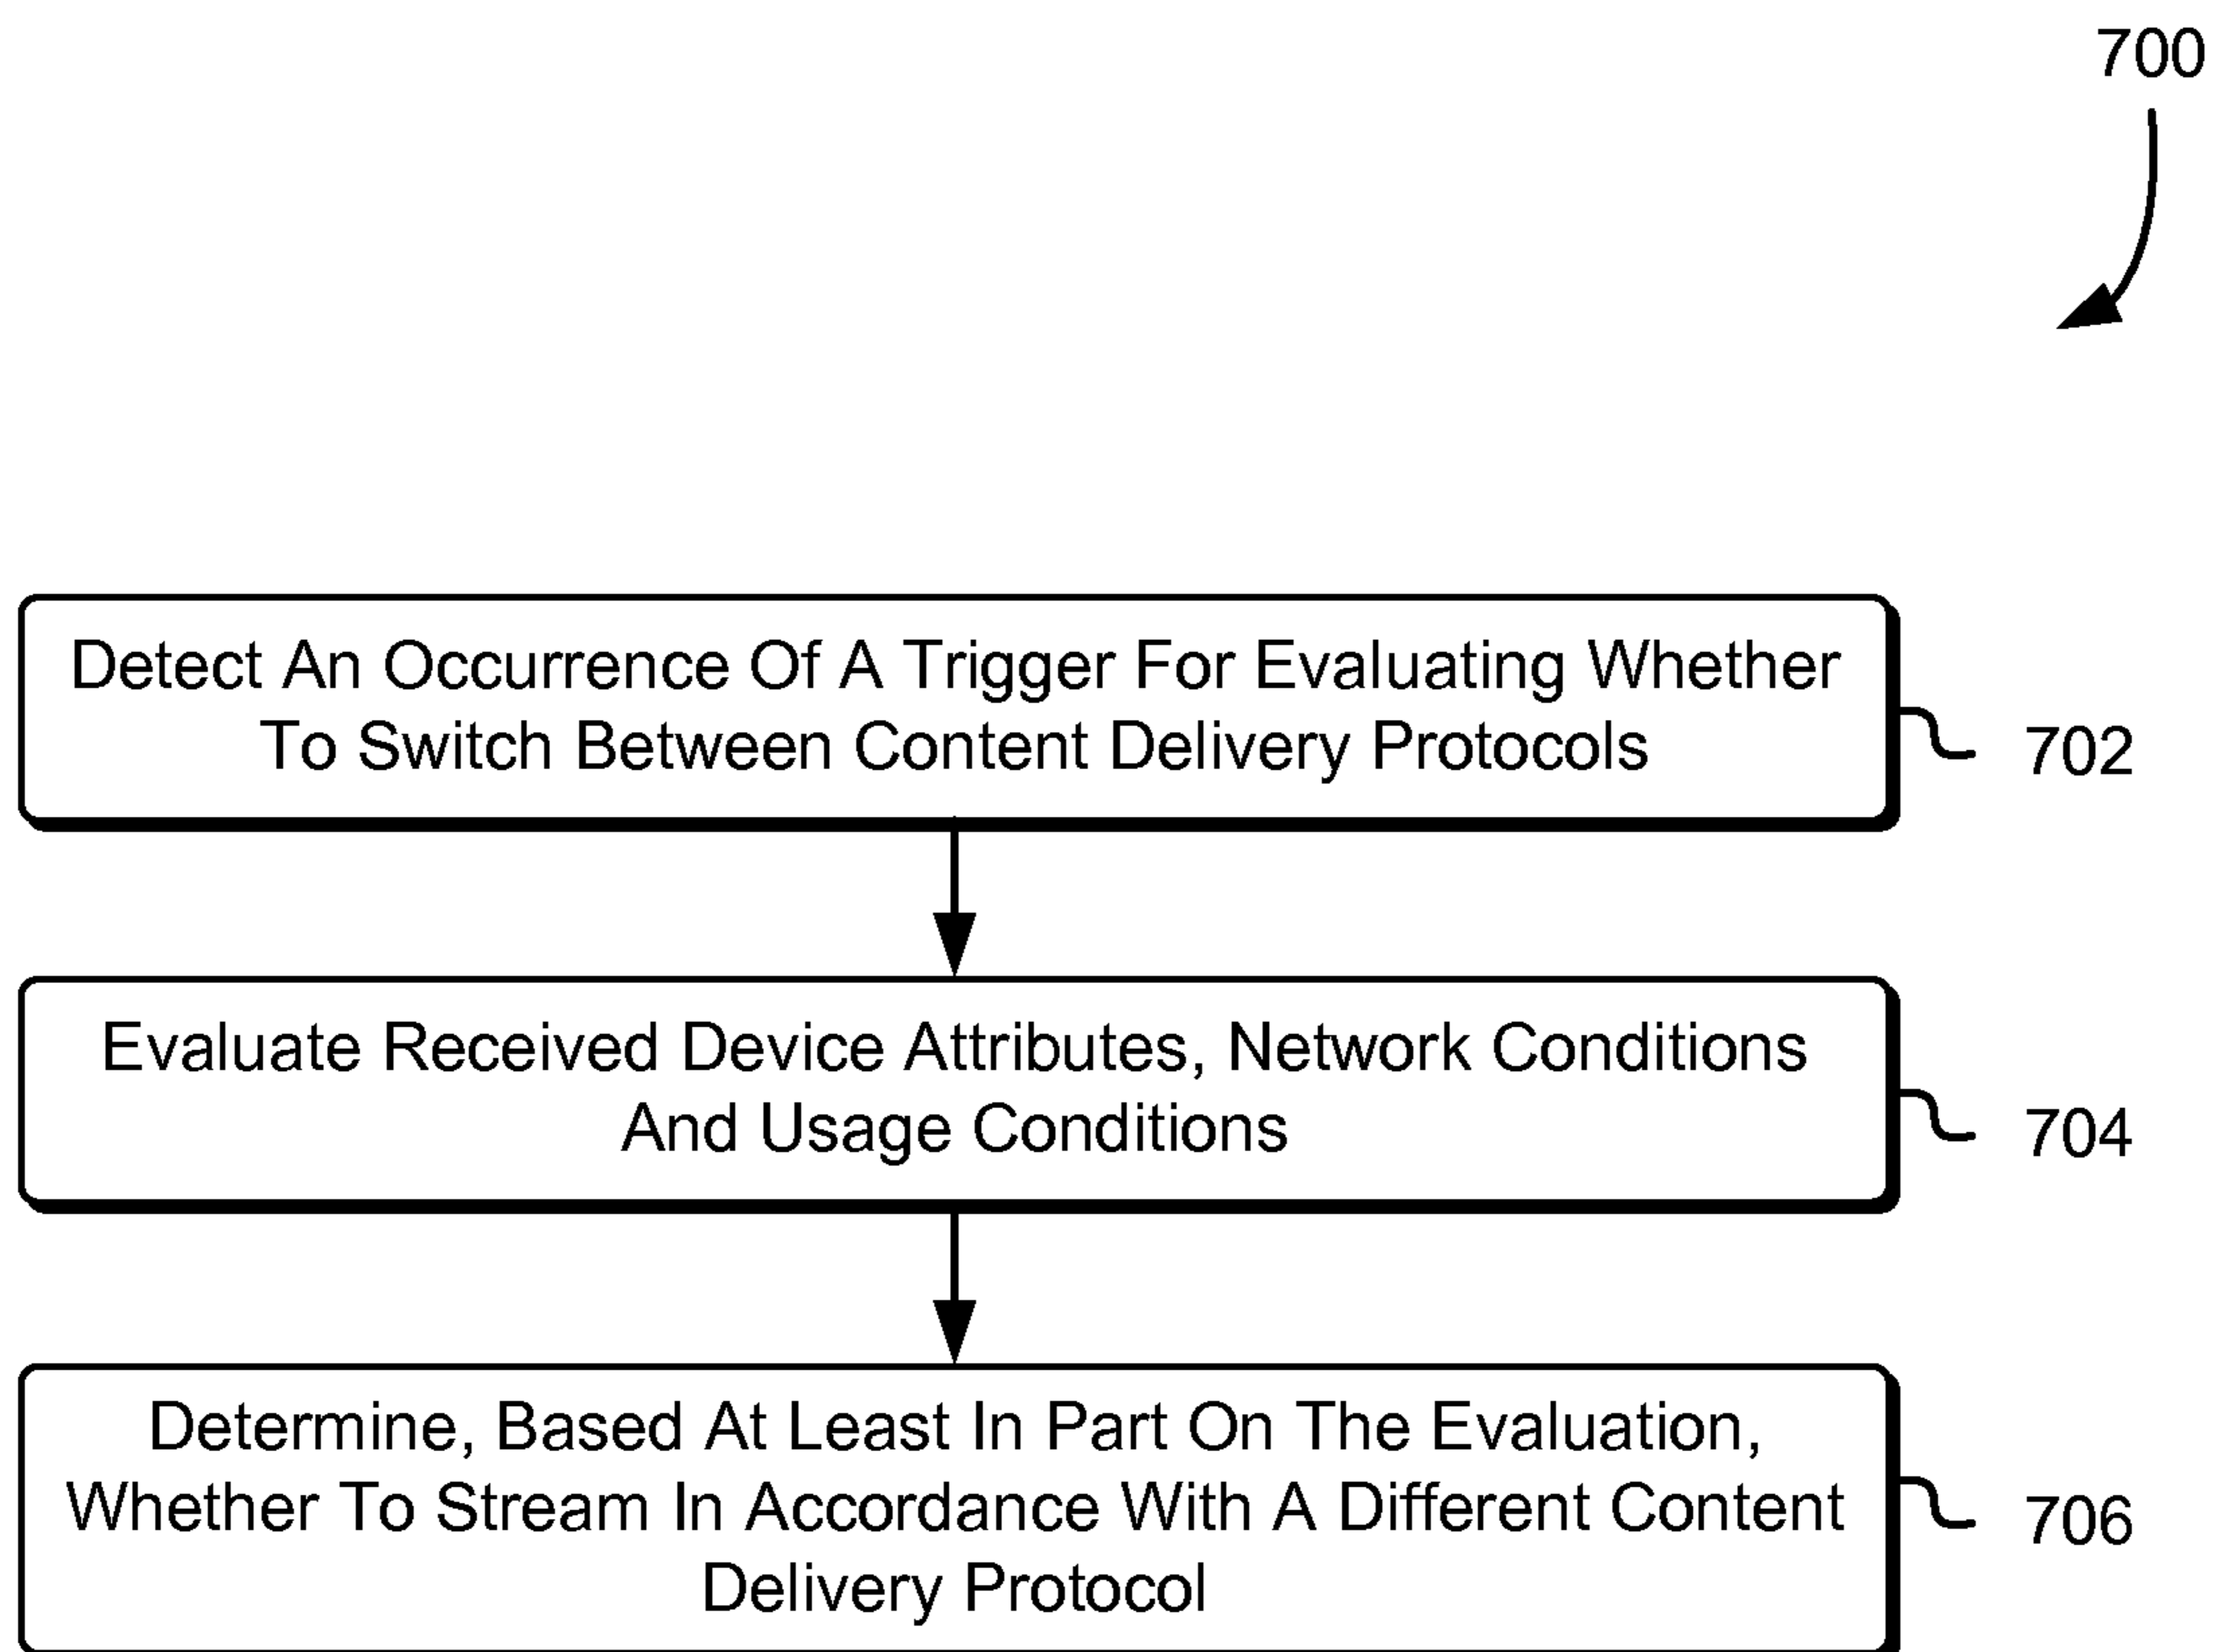 700
Detect An Occurrence Of A Trigger For Evaluating Whether
To Switch Between Content Delivery Protocols
702
Evaluate Received Device Attributes, Network Conditions
And Usage Conditions
704
Determine, Based At Least In Part On The Evaluation,
Whether To Stream In Accordance With A Different Content
Delivery Protocol
706